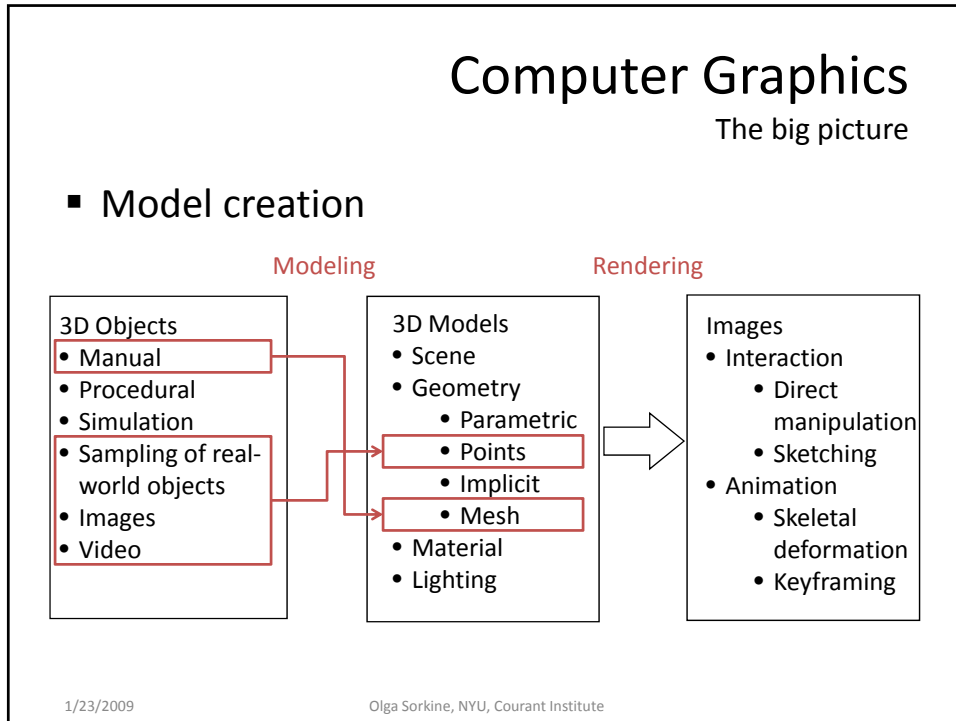 Computer Graphics
The big picture
▪ Model creation
Modeling
Rendering
3D Objects
• Manual
• Procedural
• Simulation
• Sampling of real-
world objects
• Images
• Video
3D Models
• Scene
• Geometry
• Parametric
• Points
• Implicit
• Mesh
• Material
• Lighting
Images
• Interaction
• Direct
manipulation
• Sketching
• Animation
• Skeletal
deformation
• Keyframing
1/23/2009
Olga Sorkine, NYU, Courant Institute